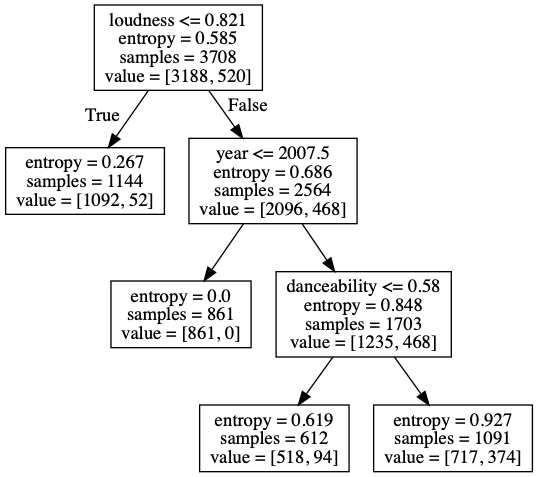 loudness <= 0.821
entropy = 0.585
samples = 3708
value = [3188, 520]
True
False
entropy = 0.267
samples = 1144
value = [1092, 52]
year <= 2007.5
entropy = 0.686
samples = 2564
value = [2096, 468]
entropy = 0.0
samples = 861
value = [861, 0]
danceability <= 0.58
entropy = 0.848
samples = 1703
value = [1235, 468]
entropy = 0.619
samples = 612
value = [518, 94]
entropy = 0.927
samples = 1091
value = [717, 374]